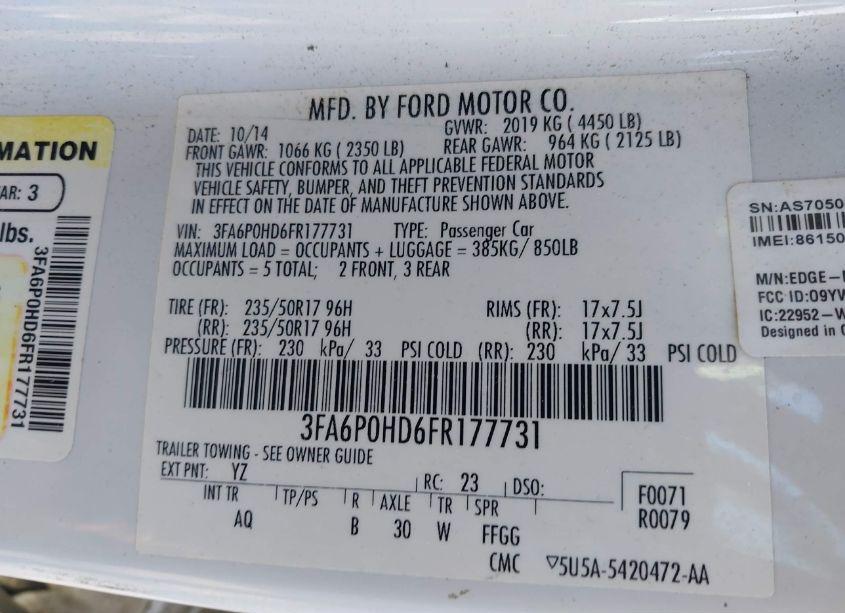 MFD. BY FORD MOTOR CO.
DATE: 10/14 GVWR: 2019 KG ( 4450 LB)
FRONT GAWR: 1066 KG ( 2350 LB) REAR GAWR: 964 KG ( 2125 LB)
THIS VEHICLE CONFORMS TO ALL APPLICABLE FEDERAL MOTOR
VEHICLE SAFETY, BUMPER, AND THEFT PREVENTION STANDARDS
IN EFFECT ON THE DATE OF MANUFACTURE SHOWN ABOVE.
VIN: 3FA6P0HD6FR177731 TYPE: Passenger Car
MAXIMUM LOAD = OCCUPANTS + LUGGAGE = 385KG/ 850LB
OCCUPANTS = 5 TOTAL; 2 FRONT, 3 REAR
TIRE (FR): 235/50R17 96H RIMS (FR): 17x7.5J
(RR): 235/50R17 96H (RR): 17x7.5J
PRESSURE (FR): 230 kPa/ 33 PSI COLD (RR): 230 kPa/ 33 PSI COLD
3FA6P0HD6FR177731
TRAILER TOWING - SEE OWNER GUIDE
EXT PNT: YZ RC: 23 DSO:
INT TR TP/PS R AXLE TR SPR
AQ B 30 W FFGG
F0071
R0079
CMC ▽5U5A-5420472-AA
MATION
AR: 3
lbs.
3FA6P0HD6FR177731
SN:AS7050
IMEI:86150
M/N:EDGE-
FCC ID:O9YV
IC:22952-W
Designed in C